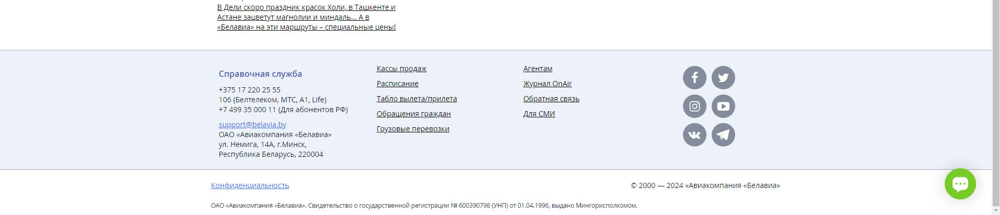 В Дели скоро праздник красок Холи, в Ташкенте и
Астане зацветут магнолии и миндаль... А в
«Белавиа» на эти маршруты – специальные цены!
Справочная служба
+375 17 220 25 55
106 (Белтелеком, МТС, A1, Life)
+7 499 35 000 11 (Для абонентов РФ)
support@belavia.by
ОАО «Авиакомпания «Белавиа»
ул. Немига, 14А, г.Минск,
Республика Беларусь, 220004
Кассы продаж
Расписание
Табло вылета/прилета
Обращения граждан
Грузовые перевозки
Агентам
Журнал OnAir
Обратная связь
Для СМИ
Конфиденциальность
© 2000 — 2024 «Авиакомпания «Белавиа»
ОАО «Авиакомпания «Белавиа». Свидетельство о государственной регистрации № 600390798 (УНП) от 01.04.1996, выдано Мингорисполкомом.